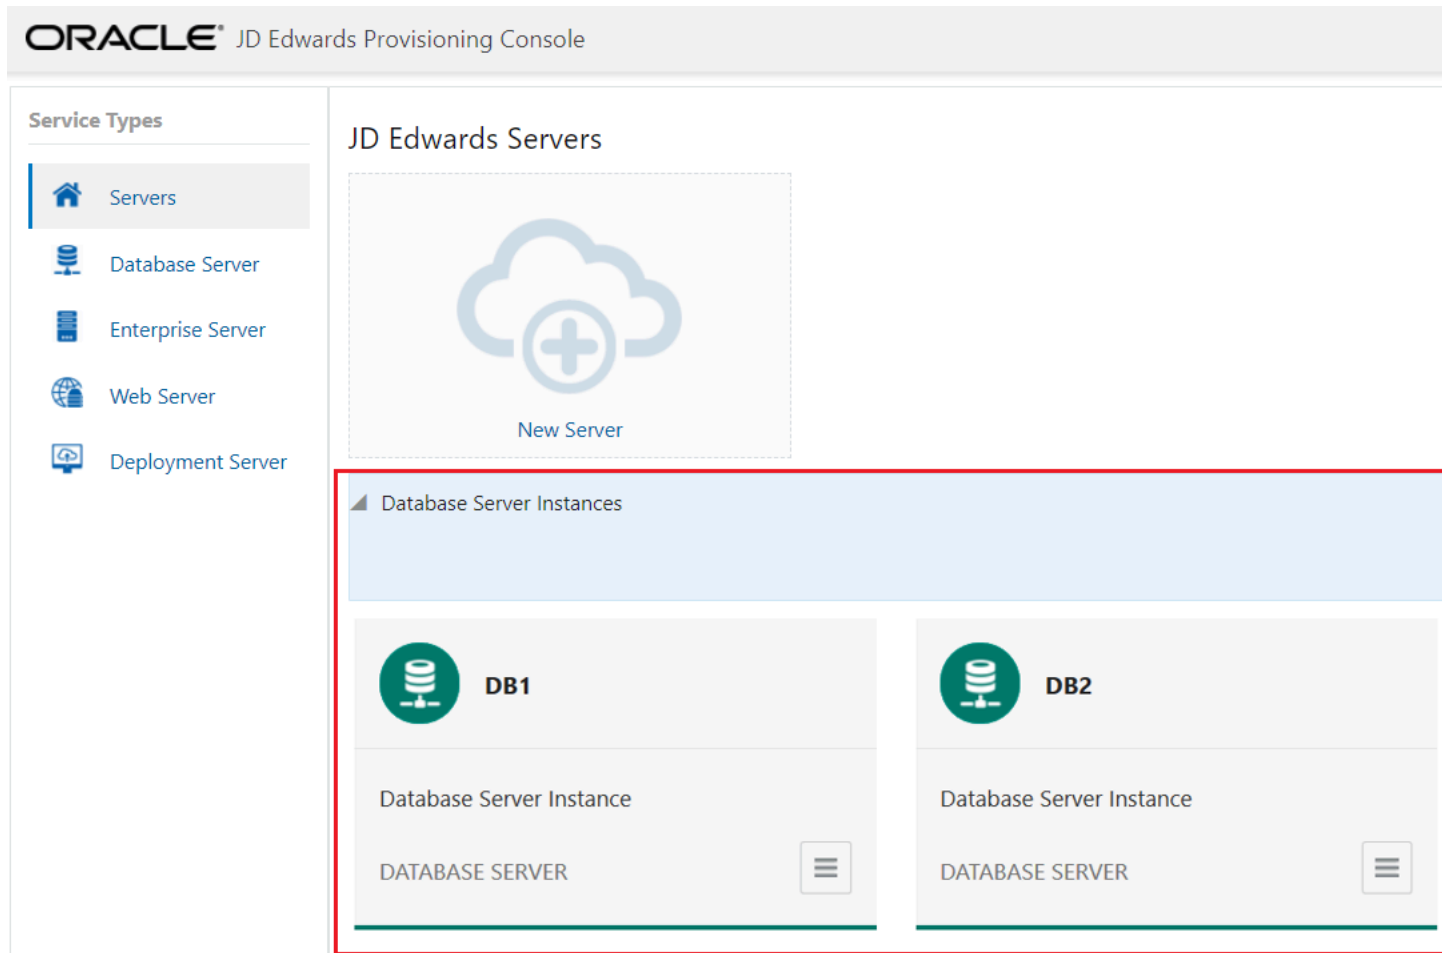 ORACLE® JD Edwards Provisioning Console
Service Types
Servers
Database Server
Enterprise Server
Web Server
Deployment Server
JD Edwards Servers
New Server
Database Server Instances
DB1
Database Server Instance
DATABASE SERVER
DB2
Database Server Instance
DATABASE SERVER